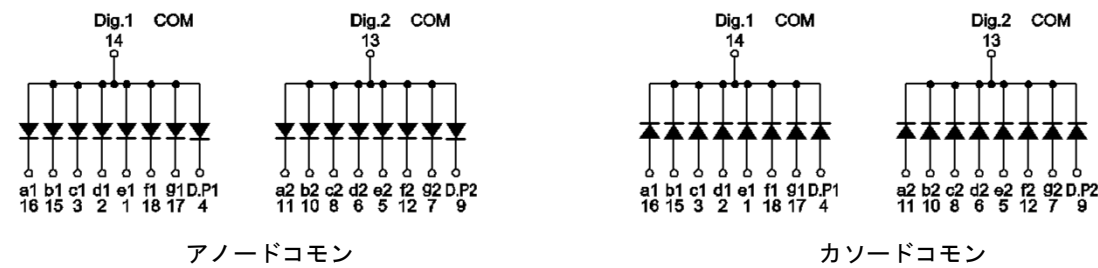 Dig.1 COM
14
a1 b1 c1 d1 e1 f1 g1 D.P1
16 15 3 2 1 18 17 4
Dig.2 COM
13
a2 b2 c2 d2 e2 f2 g2 D.P2
11 10 8 6 5 12 7 9
アノードコモン
Dig.1 COM
14
a1 b1 c1 d1 e1 f1 g1 D.P1
16 15 3 2 1 18 17 4
Dig.2 COM
13
a2 b2 c2 d2 e2 f2 g2 D.P2
11 10 8 6 5 12 7 9
カソードコモン